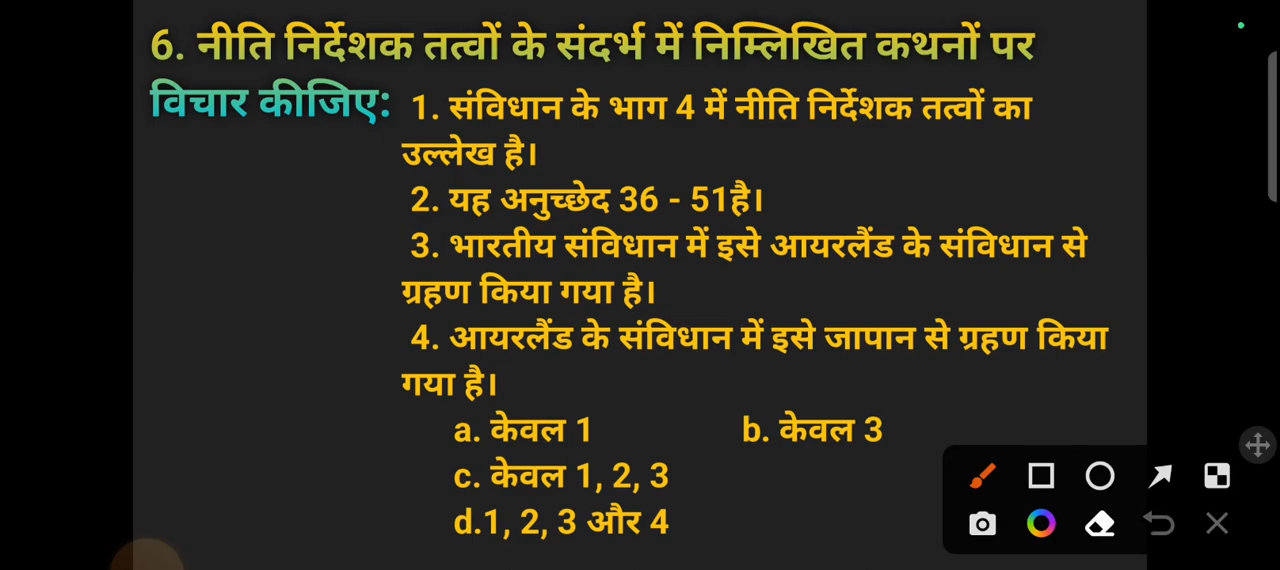 6. नीति निर्देशक तत्वों के संदर्भ में निम्लिखित कथनों पर
विचार कीजिए: 1. संविधान के भाग 4 में नीति निर्देशक तत्वों का
उल्लेख है।
2. यह अनुच्छेद 36 - 51है।
3. भारतीय संविधान में इसे आयरलैंड के संविधान से
ग्रहण किया गया है।
4. आयरलैंड के संविधान में इसे जापान से ग्रहण किया
गया है।
a. केवल 1 b. केवल 3
c. केवल 1, 2, 3
d.1, 2, 3 और 4